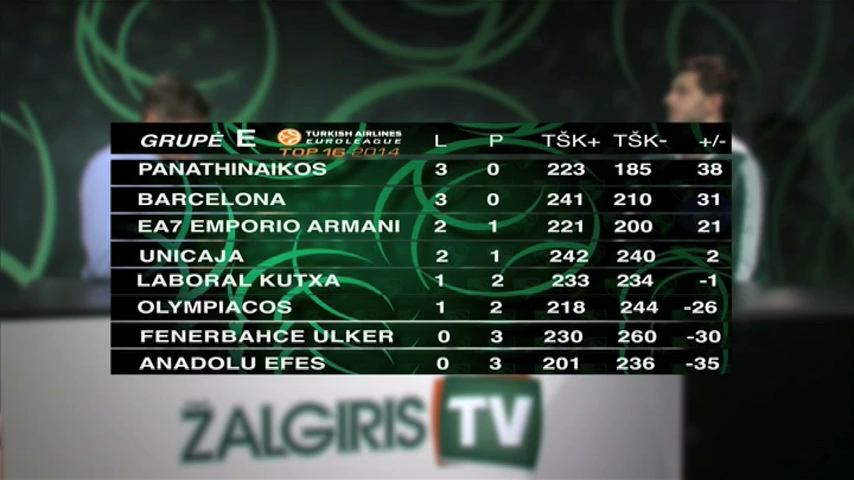 GRUPĖ E TURKISH AIRLINES EUROLEAGUE TOP 16 2014 L P TŠK+ TŠK- +/-
PANATHINAIKOS 3 0 223 185 38
BARCELONA 3 0 241 210 31
EA7 EMPORIO ARMANI 2 1 221 200 21
UNICAJA 2 1 242 240 2
LABORAL KUTXA 1 2 233 234 -1
OLYMPIACOS 1 2 218 244 -26
FENERBAHCE ULKER 0 3 230 260 -30
ANADOLU EFES 0 3 201 236 -35
ŽALGIRIS TV